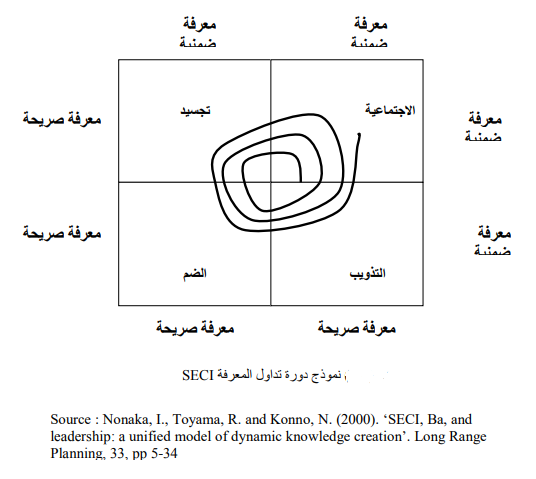 معرفة معرفة
ضمنية ضمنية
الاجتماعية تجسيد
معرفة معرفة صريحة
ضمنية
معرفة معرفة صريحة
ضمنية
التذويب الضم
معرفة صريحة معرفة صريحة
نموذج دورة تداول المعرفة SECI
Source : Nonaka, I., Toyama, R. and Konno, N. (2000). ‘SECI, Ba, and
leadership: a unified model of dynamic knowledge creation’. Long Range
Planning, 33, pp 5-34